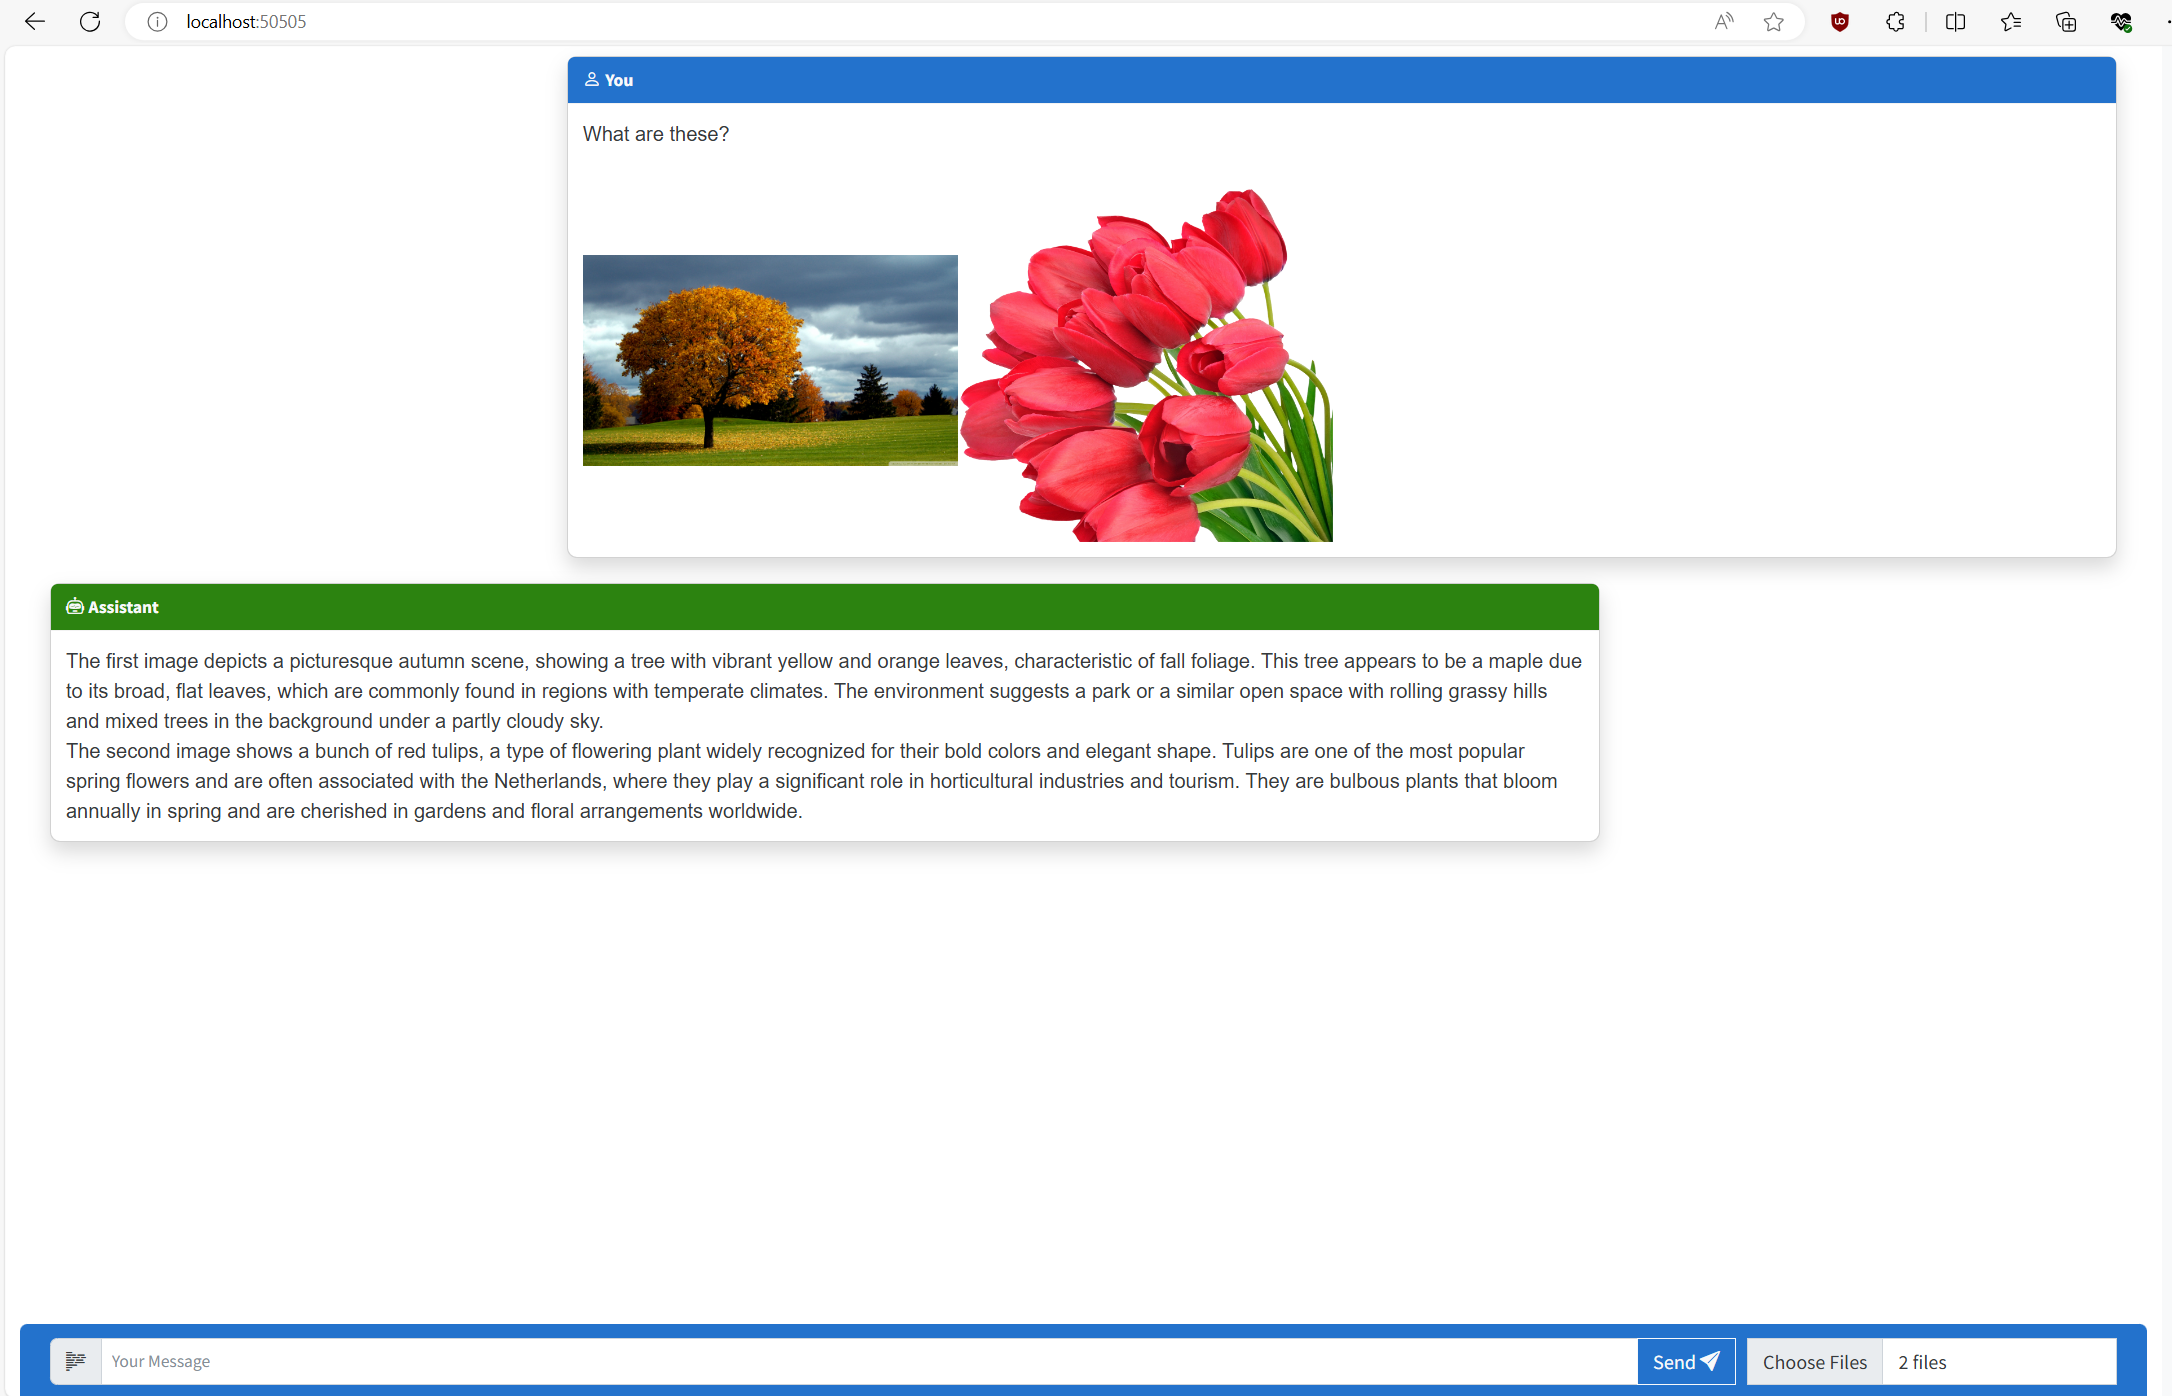 localhost:50505
You
What are these?
Assistant
The first image depicts a picturesque autumn scene, showing a tree with vibrant yellow and orange leaves, characteristic of fall foliage. This tree appears to be a maple due
to its broad, flat leaves, which are commonly found in regions with temperate climates. The environment suggests a park or a similar open space with rolling grassy hills
and mixed trees in the background under a partly cloudy sky.
The second image shows a bunch of red tulips, a type of flowering plant widely recognized for their bold colors and elegant shape. Tulips are one of the most popular
spring flowers and are often associated with the Netherlands, where they play a significant role in horticultural industries and tourism. They are bulbous plants that bloom
annually in spring and are cherished in gardens and floral arrangements worldwide.
Your Message
Send
Choose Files
2 files